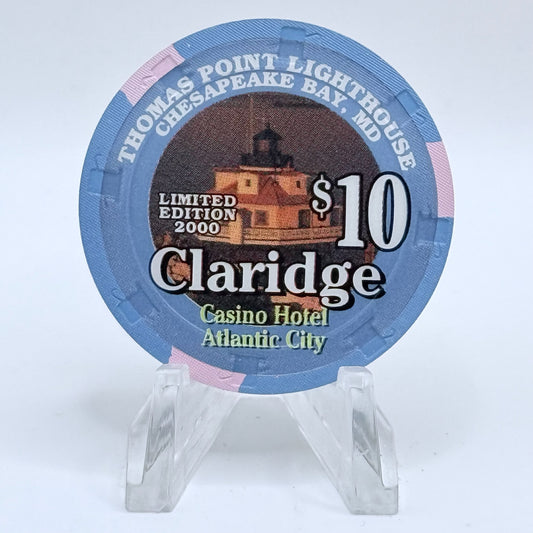 THOMAS POINT LIGHTHOUSE
CHESAPEAKE BAY, MD
LIMITED
EDITION
2000
$10
Claridge
Casino Hotel
Atlantic City